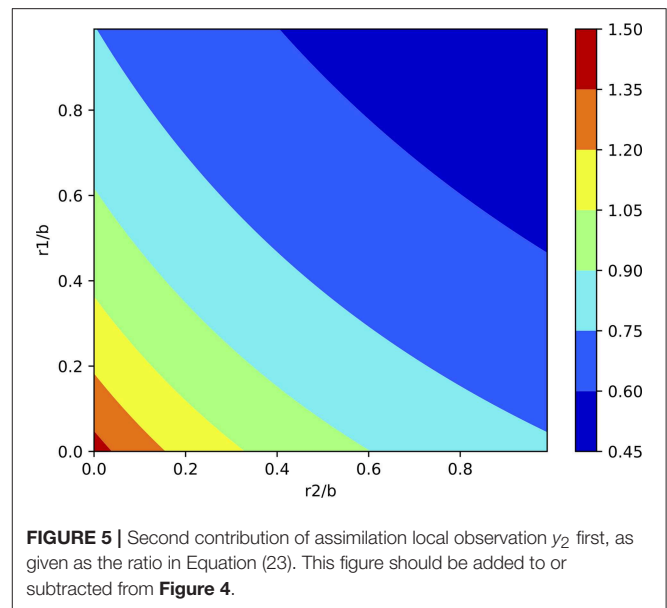 0.8
0.6
0.4
0.2
0.0
r1/b
0.0 0.2 0.4 0.6 0.8
r2/b
1.50
1.35
1.20
1.05
0.90
0.75
0.60
0.45
FIGURE 5 | Second contribution of assimilation local observation y2 first, as
given as the ratio in Equation (23). This figure should be added to or
subtracted from Figure 4.